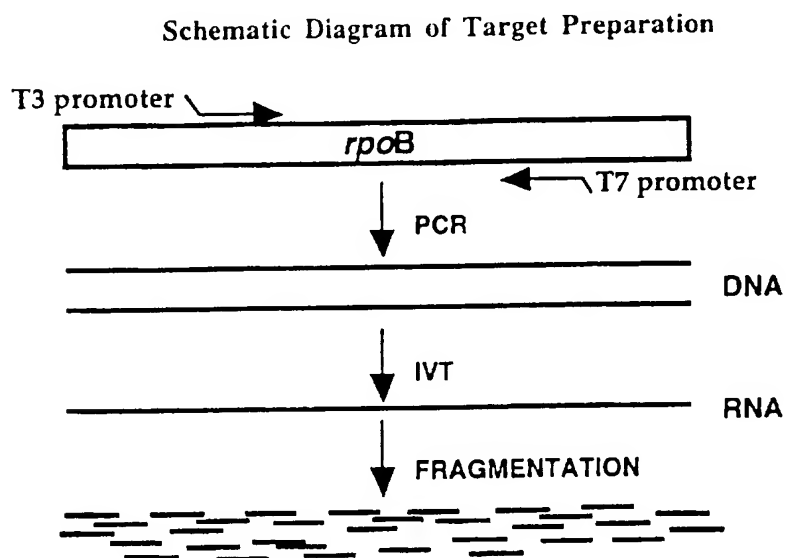 Schematic Diagram of Target Preparation
T3 promoter
rpoB
T7 promoter
PCR
DNA
IVT
RNA
FRAGMENTATION